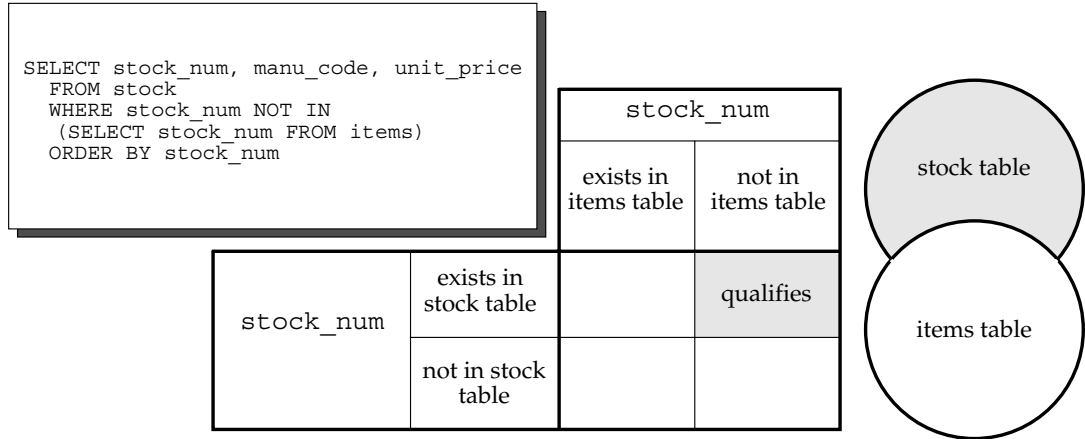 SELECT stock_num, manu_code, unit_price
FROM stock
WHERE stock_num NOT IN
(SELECT stock_num FROM items)
ORDER BY stock_num
stock_num
exists in
items table
not in
items table
stock_num
exists in
stock table
qualifies
not in stock
table
stock table
items table